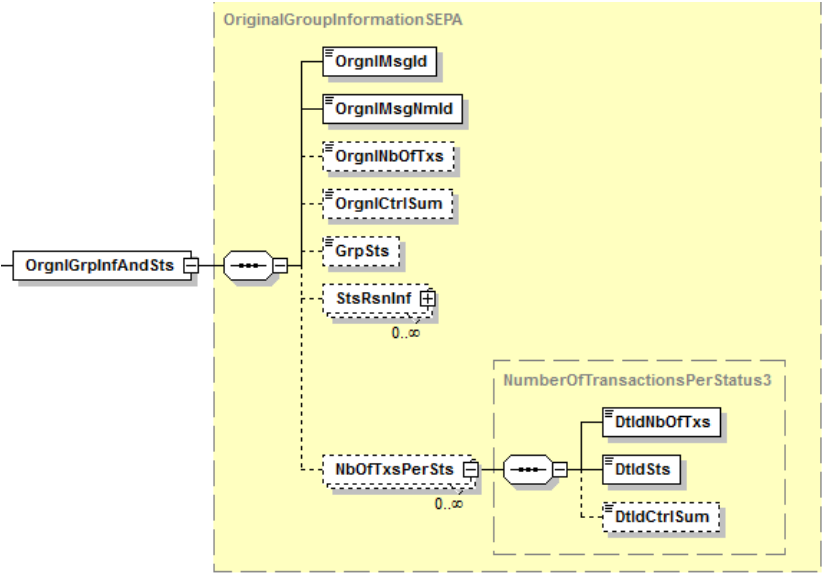 OriginalGroupInformationSEPA
OrgnlMsgId
OrgnlMsgNmId
OrgnlNbOfTxs
OrgnlCtrlSum
GrpSts
OrgnlGrpInfAndSts
StsRsnInf
0..∞
NumberOfTransactionsPerStatus3
DtldNbOfTxs
NbOfTxsPerSts
DtldSts
0..∞
DtldCtrlSum